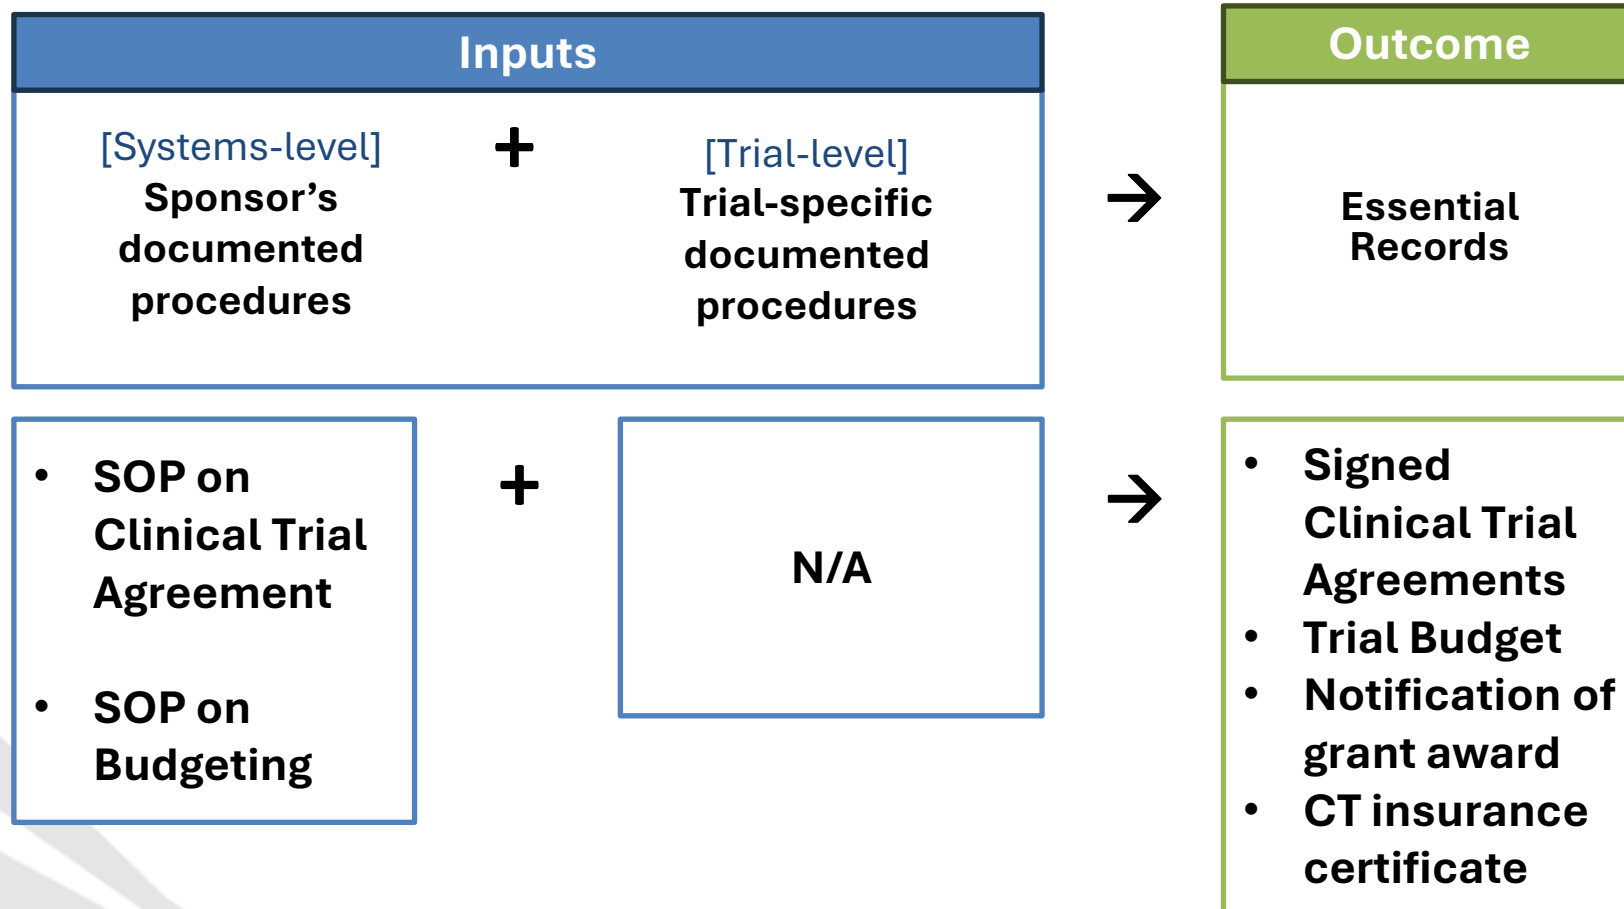 Inputs
[Systems-level]
Sponsor’s
documented
procedures
+
[Trial-level]
Trial-specific
documented
procedures
→
Outcome
Essential
Records
• SOP on
Clinical Trial
Agreement
• SOP on
Budgeting
+
N/A
→
• Signed
Clinical Trial
Agreements
• Trial Budget
• Notification of
grant award
• CT insurance
certificate